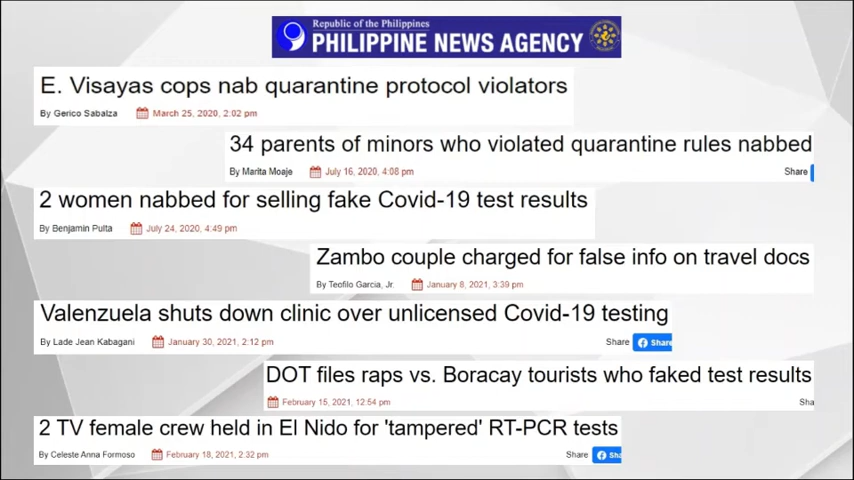 Republic of the Philippines
PHILIPPINE NEWS AGENCY
E. Visayas cops nab quarantine protocol violators
By Gerico Sabalza March 25, 2020, 2:02 pm
34 parents of minors who violated quarantine rules nabbed
By Marita Moaje July 16, 2020, 4:08 pm Share
2 women nabbed for selling fake Covid-19 test results
By Benjamin Pulta July 24, 2020, 4:49 pm
Zambo couple charged for false info on travel docs
By Teofilo Garcia, Jr. January 8, 2021, 3:39 pm
Valenzuela shuts down clinic over unlicensed Covid-19 testing
By Lade Jean Kabagani January 30, 2021, 2:12 pm Share Share
DOT files raps vs. Boracay tourists who faked test results
February 15, 2021, 12:54 pm Sha
2 TV female crew held in El Nido for 'tampered' RT-PCR tests
By Celeste Anna Formoso February 18, 2021, 2:32 pm Share Sha